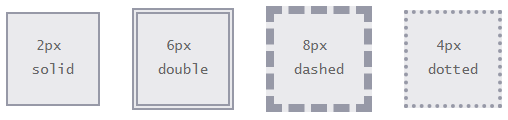 2px
solid
6px
double
8px
dashed
4px
dotted